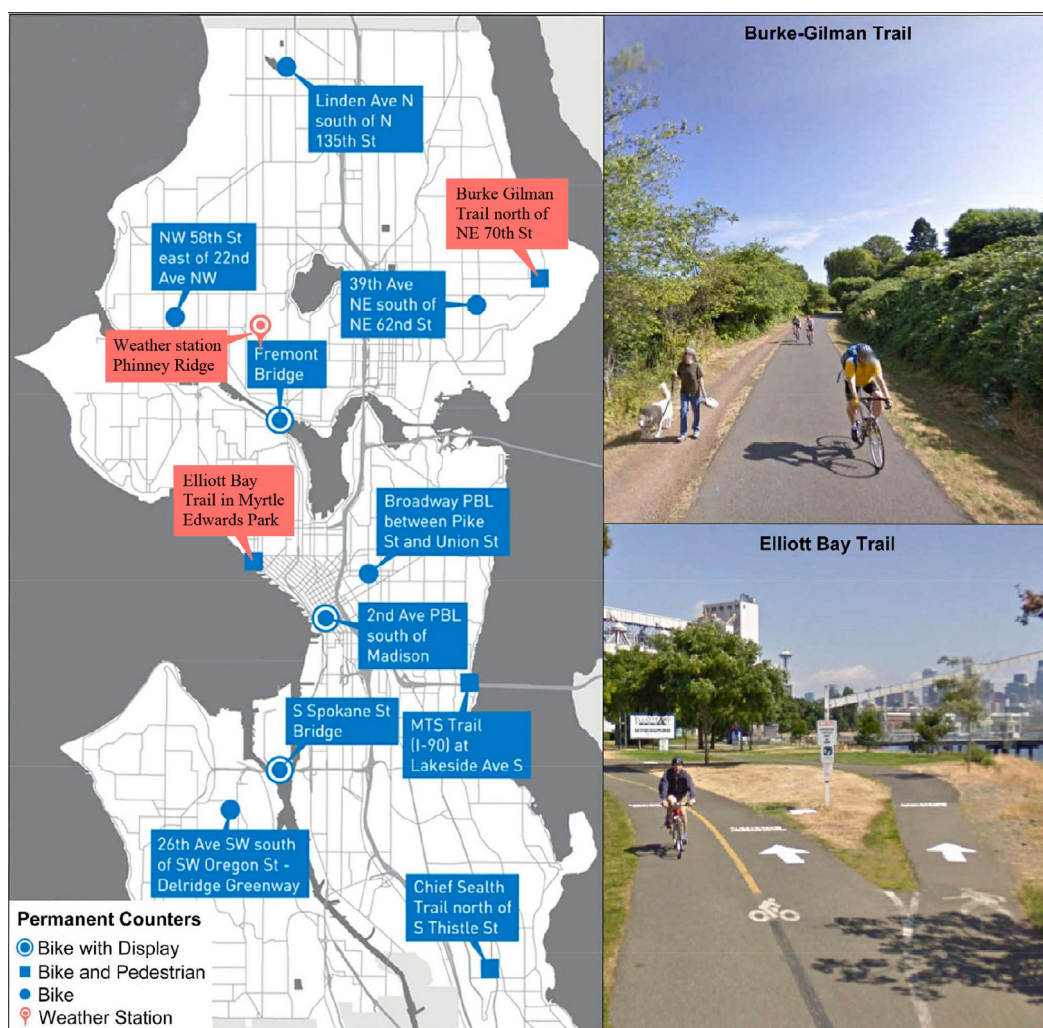 Linden Ave N
south of N
135th St
Burke Gilman
Trail north of
NE 70th St
NW 58th St
east of 22nd
Ave NW
39th Ave
NE south of
NE 62nd St
Weather station
Phinney Ridge
Fremont
Bridge
Elliott Bay
Trail in Myrtle
Edwards Park
Broadway PBL
between Pike
St and Union St
2nd Ave PBL
south of
Madison
S Spokane St
Bridge
MTS Trail
(I-90) at
Lakeside Ave S
26th Ave SW south
of SW Oregon St -
Delridge Greenway
Chief Sealth
Trail north of
S Thistle St
Permanent Counters
Bike with Display
Bike and Pedestrian
Bike
Weather Station
Burke-Gilman Trail
Elliott Bay Trail